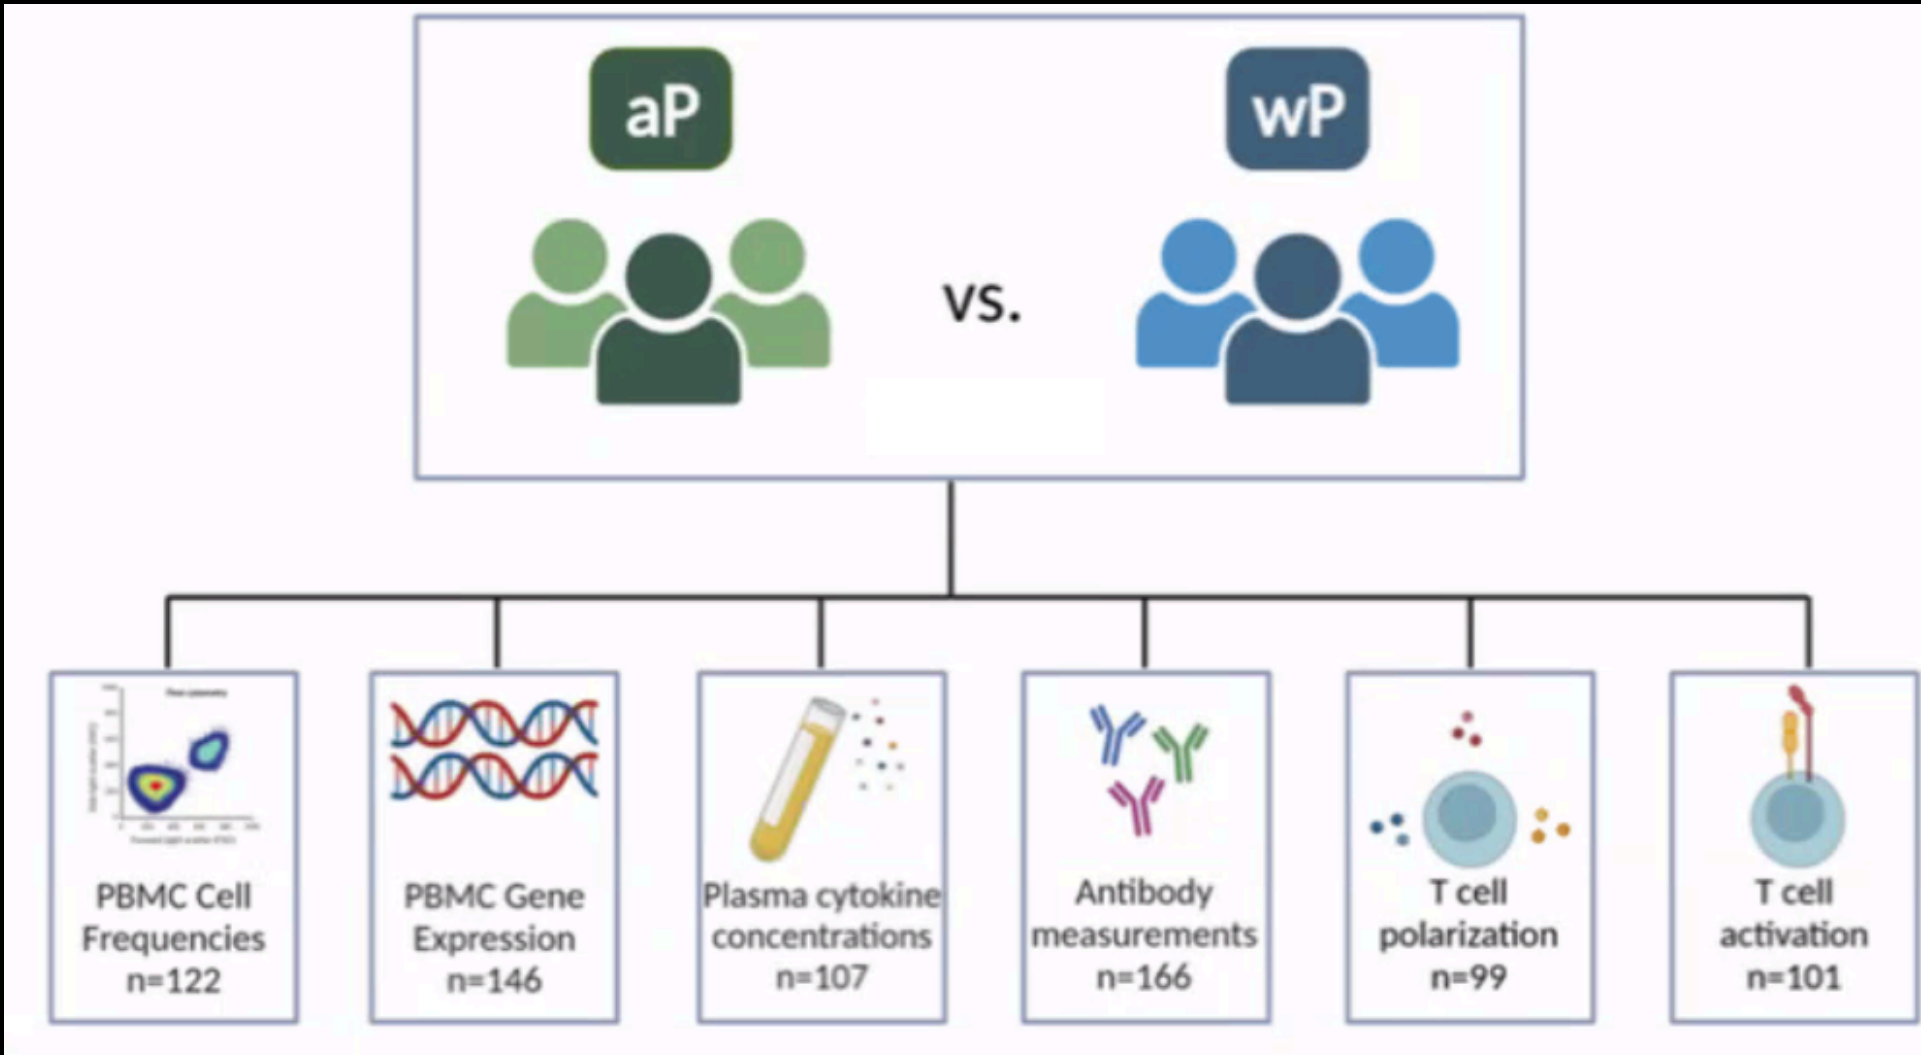 aP
wP
vs.
PBMC Cell
Frequencies
n=122
PBMC Gene
Expression
n=146
Plasma cytokine
concentrations
n=107
Antibody
measurements
n=166
T cell
polarization
n=99
T cell
activation
n=101